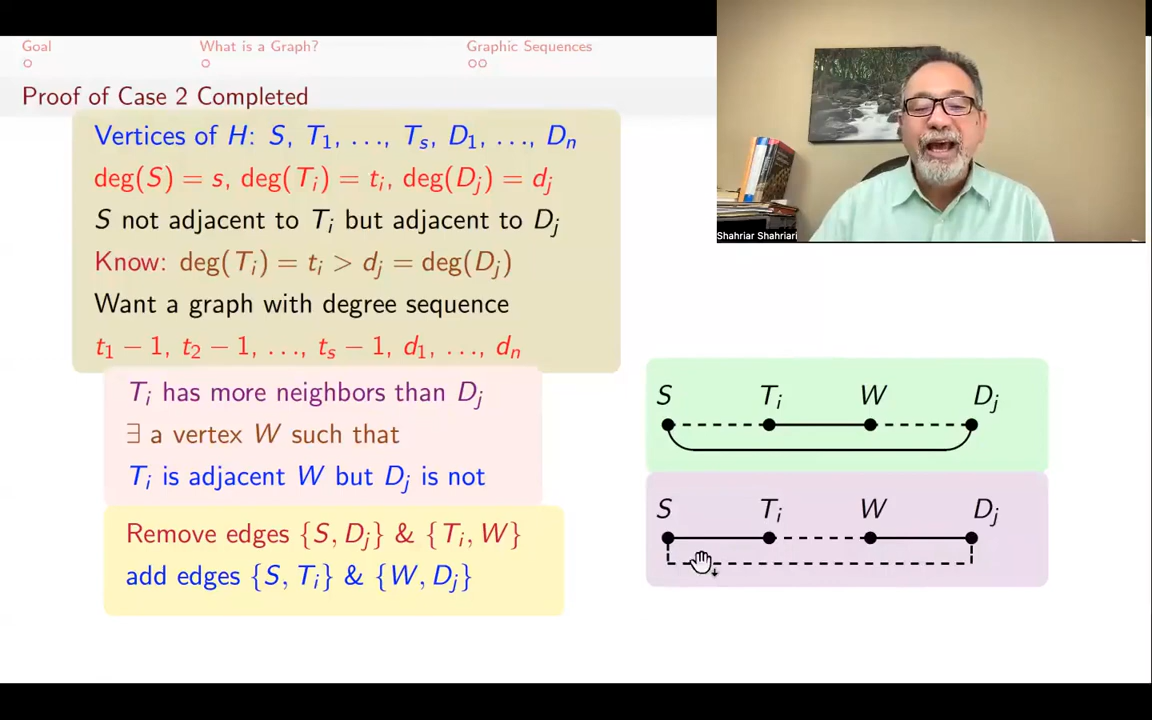 Goal
What is a Graph?
Graphic Sequences
Proof of Case 2 Completed
Vertices of H: S, T₁, ..., Tₛ, D₁, ..., Dₙ
deg(S) = s, deg(Tᵢ) = tᵢ, deg(Dⱼ) = dⱼ
S not adjacent to Tᵢ but adjacent to Dⱼ
Know: deg(Tᵢ) = tᵢ > dⱼ = deg(Dⱼ)
Want a graph with degree sequence
t₁ − 1, t₂ − 1, ..., tₛ − 1, d₁, ..., dₙ
Tᵢ has more neighbors than Dⱼ
∃ a vertex W such that
Tᵢ is adjacent W but Dⱼ is not
Remove edges {S, Dⱼ} & {Tᵢ, W}
add edges {S, Tᵢ} & {W, Dⱼ}
S Tᵢ W Dⱼ
S Tᵢ W Dⱼ
Shahriar Shahriari